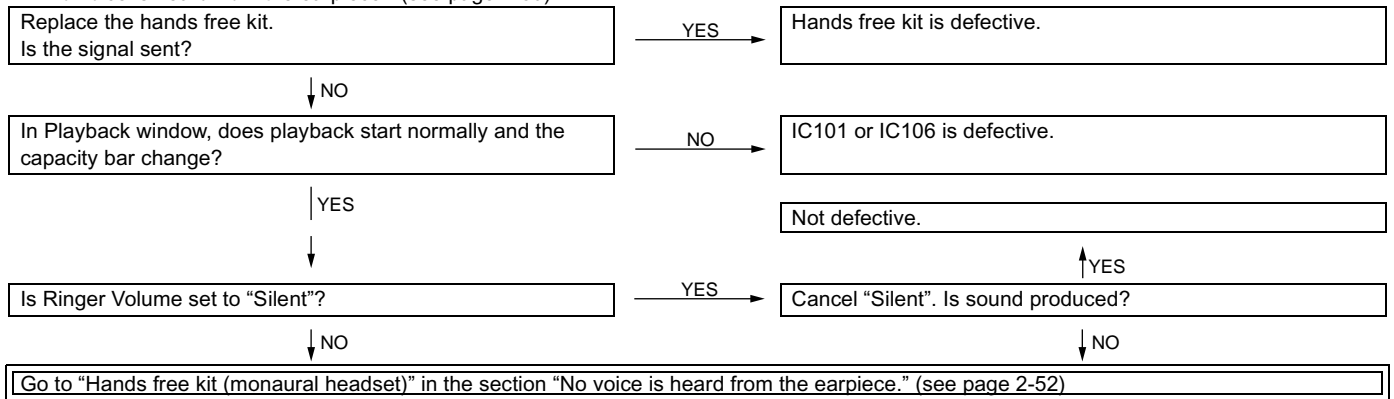 Replace the hands free kit.
Is the signal sent?
YES
Hands free kit is defective.
NO
In Playback window, does playback start normally and the
capacity bar change?
NO
IC101 or IC106 is defective.
YES
Not defective.
YES
Is Ringer Volume set to “Silent”?
YES
Cancel “Silent”. Is sound produced?
NO
NO
Go to “Hands free kit (monaural headset)” in the section “No voice is heard from the earpiece.” (see page 2-52)